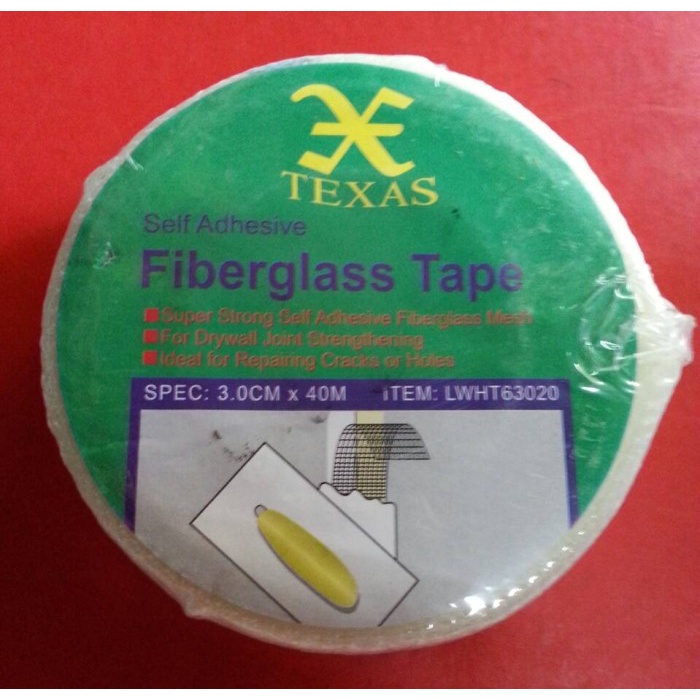 TEXAS
Self Adhesive
Fiberglass Tape
Super Strong Self Adhesive Fiberglass Mesh
For Drywall Joint Strengthening
Ideal for Repairing Cracks or Holes
SPEC: 3.0CM x 40M ITEM: LWHT63020